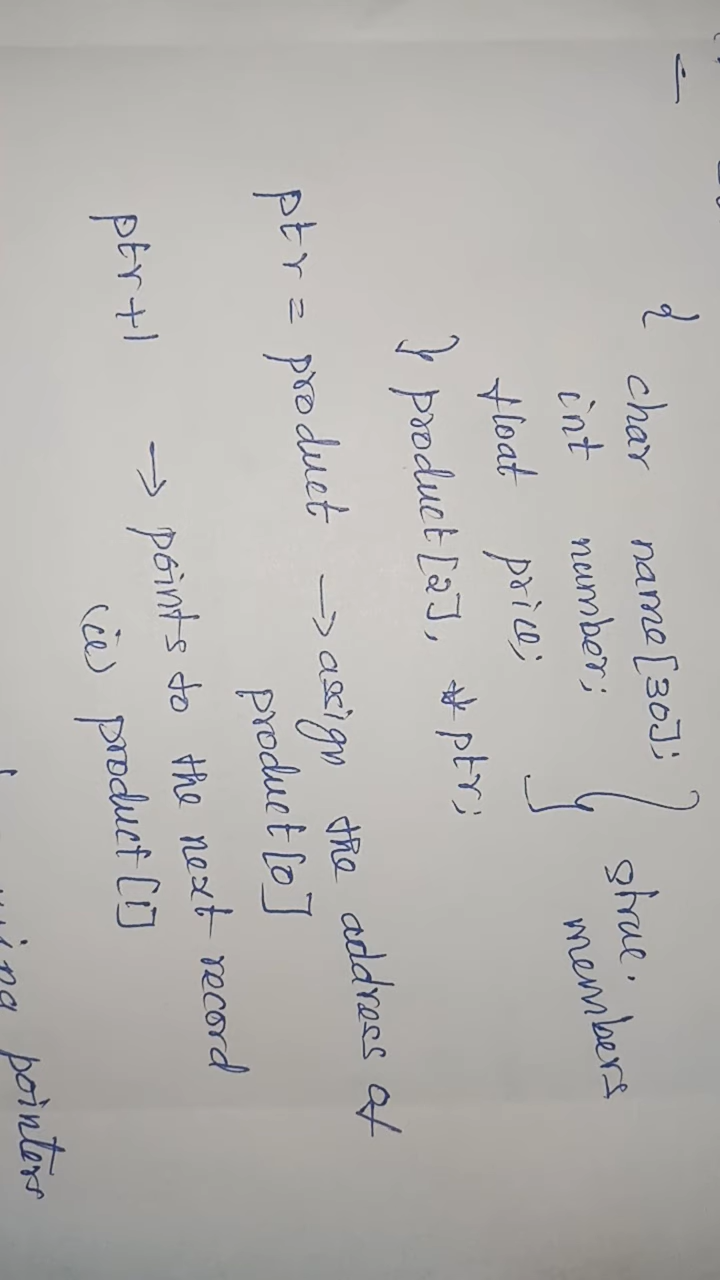 { char name[30];
int number; } struc.
float price; members
} product[2], *ptr;
ptr = product → assign the address of
product[0]
ptr+1 → points to the next record
(ie) product[1]
pointers